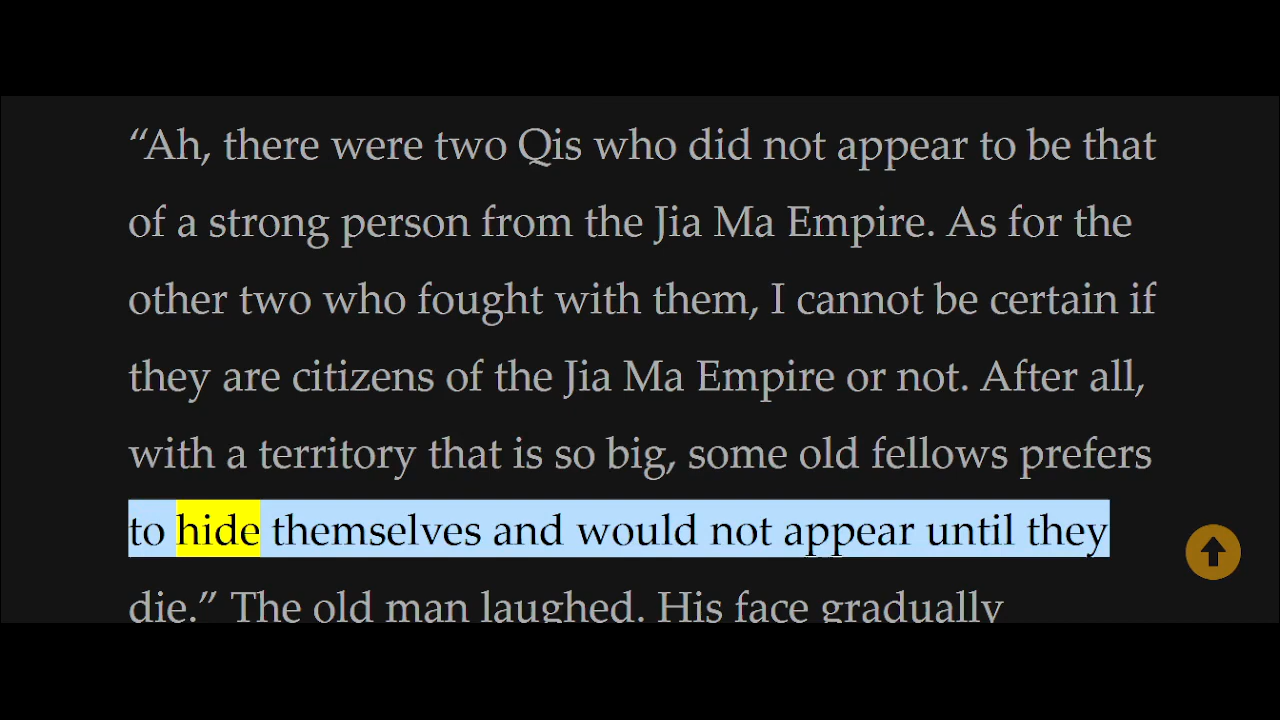 “Ah, there were two Qis who did not appear to be that
of a strong person from the Jia Ma Empire. As for the
other two who fought with them, I cannot be certain if
they are citizens of the Jia Ma Empire or not. After all,
with a territory that is so big, some old fellows prefers
to hide themselves and would not appear until they
die.” The old man laughed. His face gradually